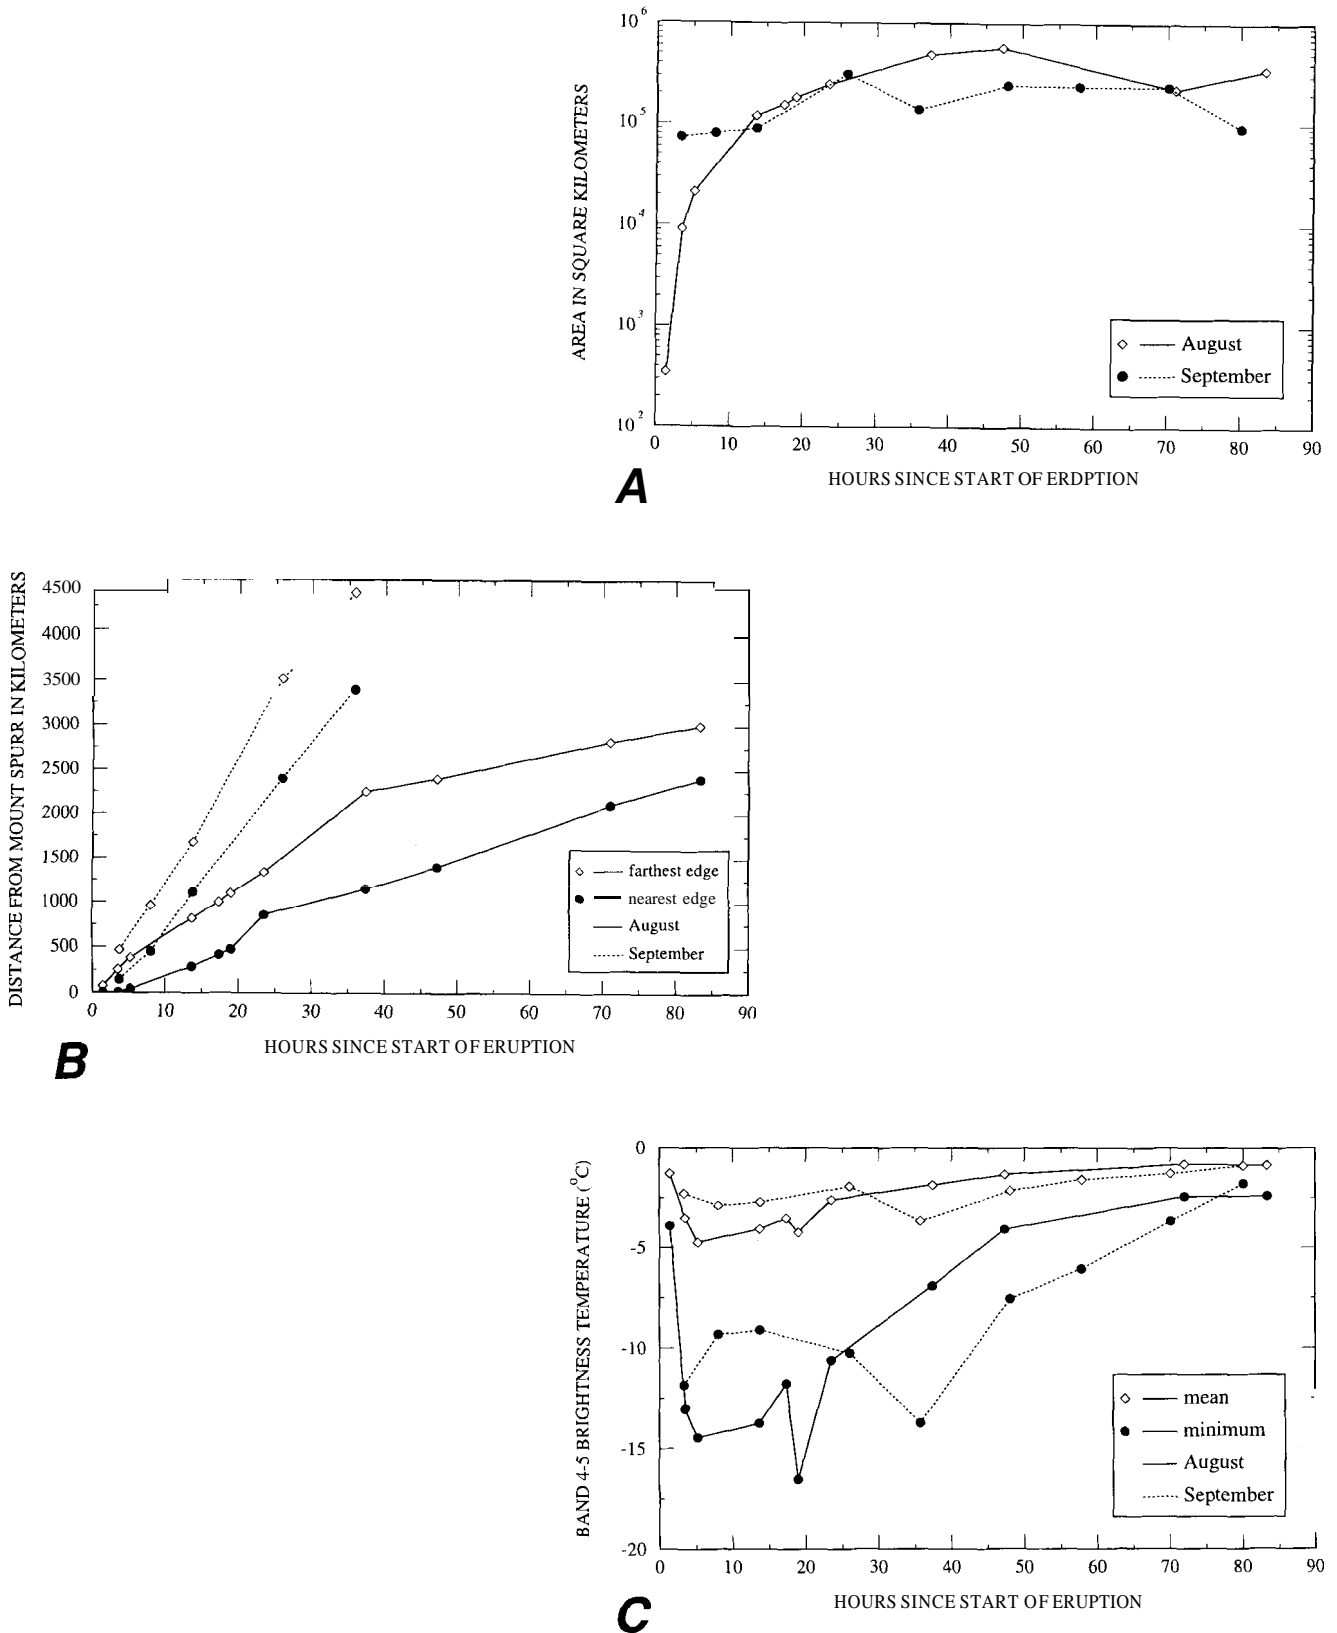 10^6
10^5
10^4
10^3
10^2
AREA IN SQUARE KILOMETERS
August
September
0 10 20 30 40 50 60 70 80 90
HOURS SINCE START OF ERDPTION
A
4500
4000
3500
3000
2500
2000
1500
1000
500
0
DISTANCE FROM MOUNT SPURR IN KILOMETERS
farthest edge
nearest edge
August
September
0 10 20 30 40 50 60 70 80 90
HOURS SINCE START OF ERUPTION
B
0
-5
-10
-15
-20
BAND 4-5 BRIGHTNESS TEMPERATURE (°C)
mean
minimum
August
September
0 10 20 30 40 50 60 70 80 90
HOURS SINCE START OF ERUPTION
C